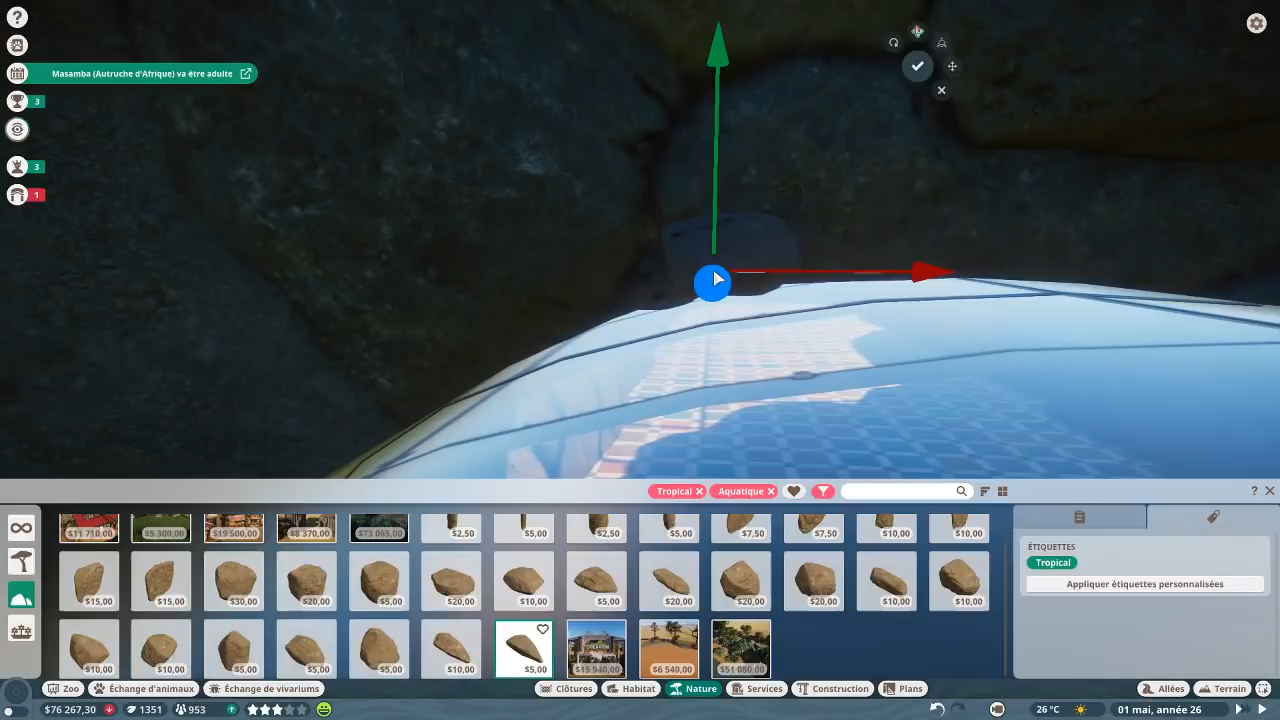 ?
Masamba (Autruche d'Afrique) va être adulte
3
3
1
Tropical ×
Aquatique ×
? ×
$11 710,00
$5 300,00
$19 500,00
$8 370,00
$73 065,00
$2,50
$5,00
$2,50
$5,00
$7,50
$7,50
$10,00
$10,00
ÉTIQUETTES
Tropical
Appliquer étiquettes personnalisées
$15,00
$15,00
$30,00
$20,00
$5,00
$20,00
$10,00
$5,00
$20,00
$20,00
$20,00
$10,00
$10,00
$10,00
$10,00
$5,00
$5,00
$5,00
$10,00
$5,00
$15 940,00
$6 540,00
$51 080,00
Zoo
Échange d'animaux
Échange de vivariums
Clôtures
Habitat
Nature
Services
Construction
Plans
Allées
Terrain
$76 267,30
1351
953
26 °C
01 mai, année 26